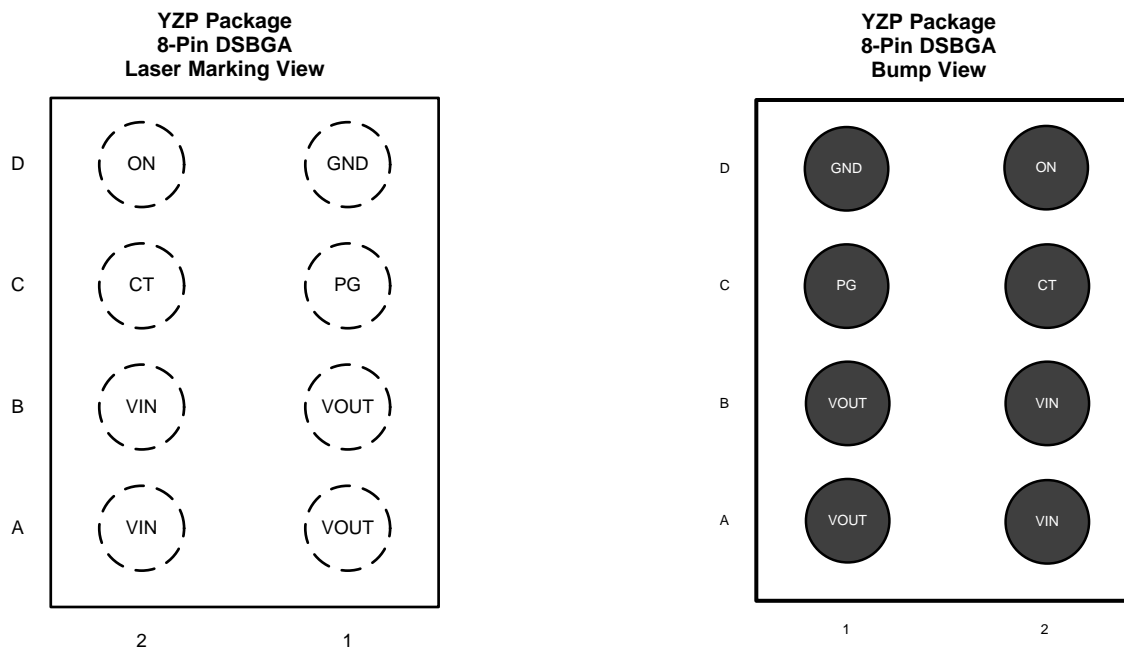 YZP Package
8-Pin DSBGA
Laser Marking View
D
ON
GND
C
CT
PG
B
VIN
VOUT
A
VIN
VOUT
2
1
YZP Package
8-Pin DSBGA
Bump View
D
GND
ON
C
PG
CT
B
VOUT
VIN
A
VOUT
VIN
1
2